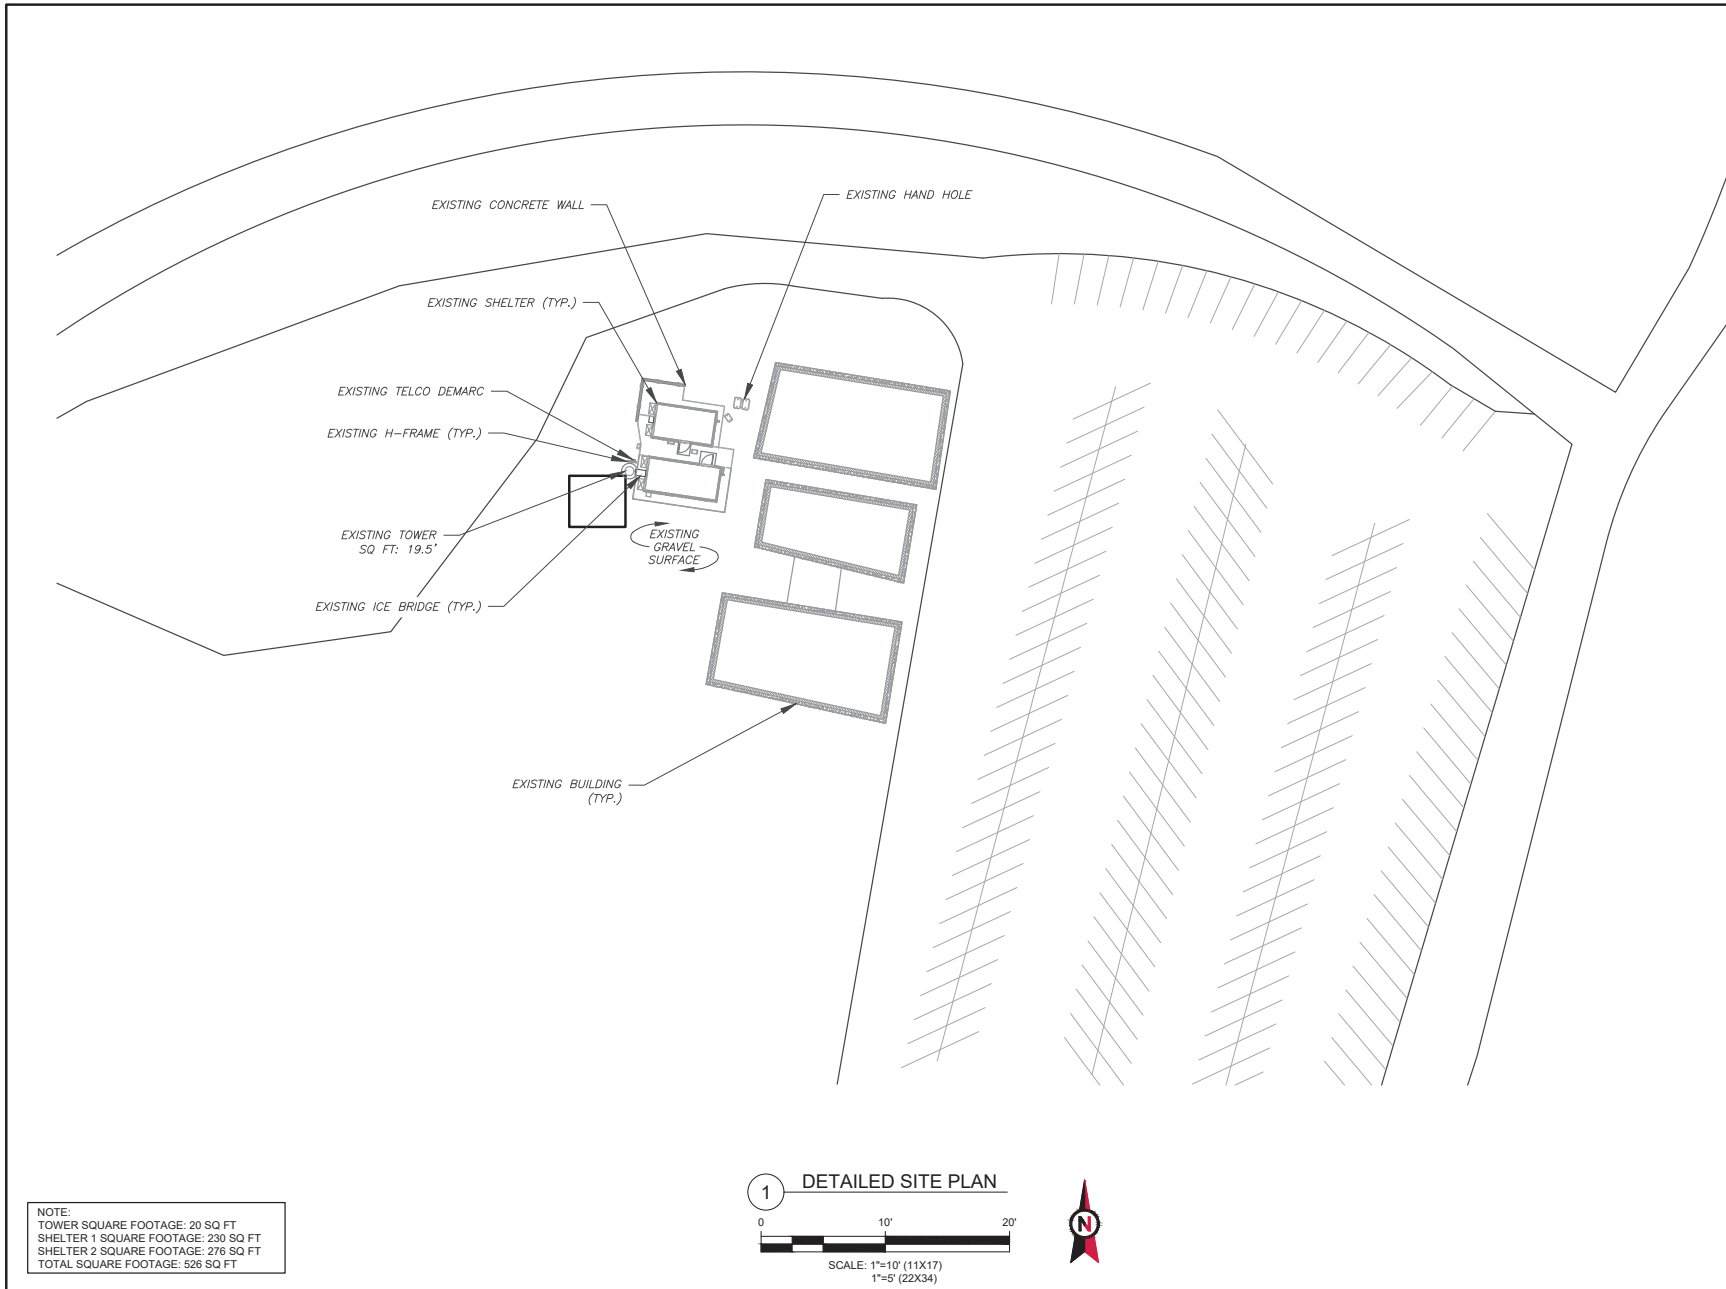 EXISTING HAND HOLE
EXISTING CONCRETE WALL
EXISTING SHELTER (TYP.)
EXISTING TELCO DEMARC
EXISTING H-FRAME (TYP.)
EXISTING TOWER
SQ FT: 19.5'
EXISTING
GRAVEL
SURFACE
EXISTING ICE BRIDGE (TYP.)
EXISTING BUILDING
(TYP.)
1
DETAILED SITE PLAN
0 10' 20'
SCALE: 1"=10' (11X17)
1"=5' (22X34)
N
NOTE:
TOWER SQUARE FOOTAGE: 20 SQ FT
SHELTER 1 SQUARE FOOTAGE: 230 SQ FT
SHELTER 2 SQUARE FOOTAGE: 276 SQ FT
TOTAL SQUARE FOOTAGE: 526 SQ FT